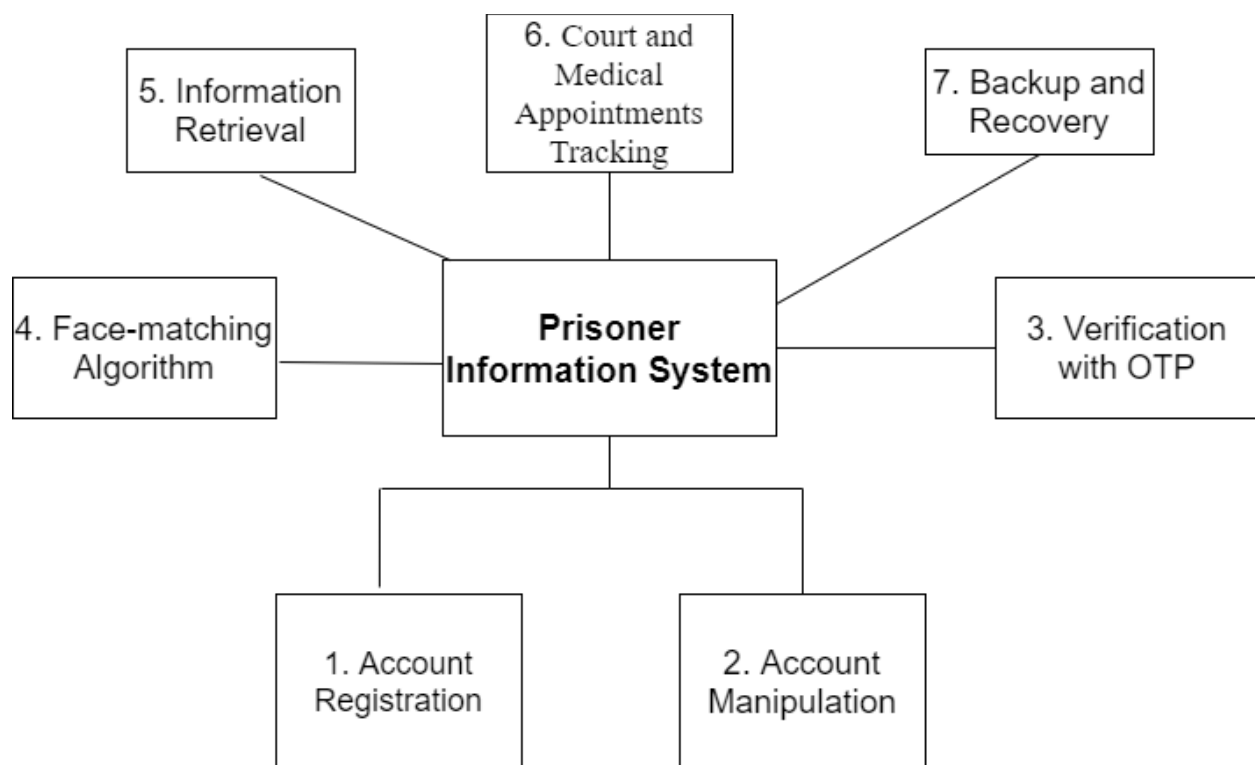 5. Information
Retrieval
6. Court and
Medical
Appointments
Tracking
7. Backup and
Recovery
4. Face-matching
Algorithm
Prisoner
Information System
3. Verification
with OTP
1. Account
Registration
2. Account
Manipulation